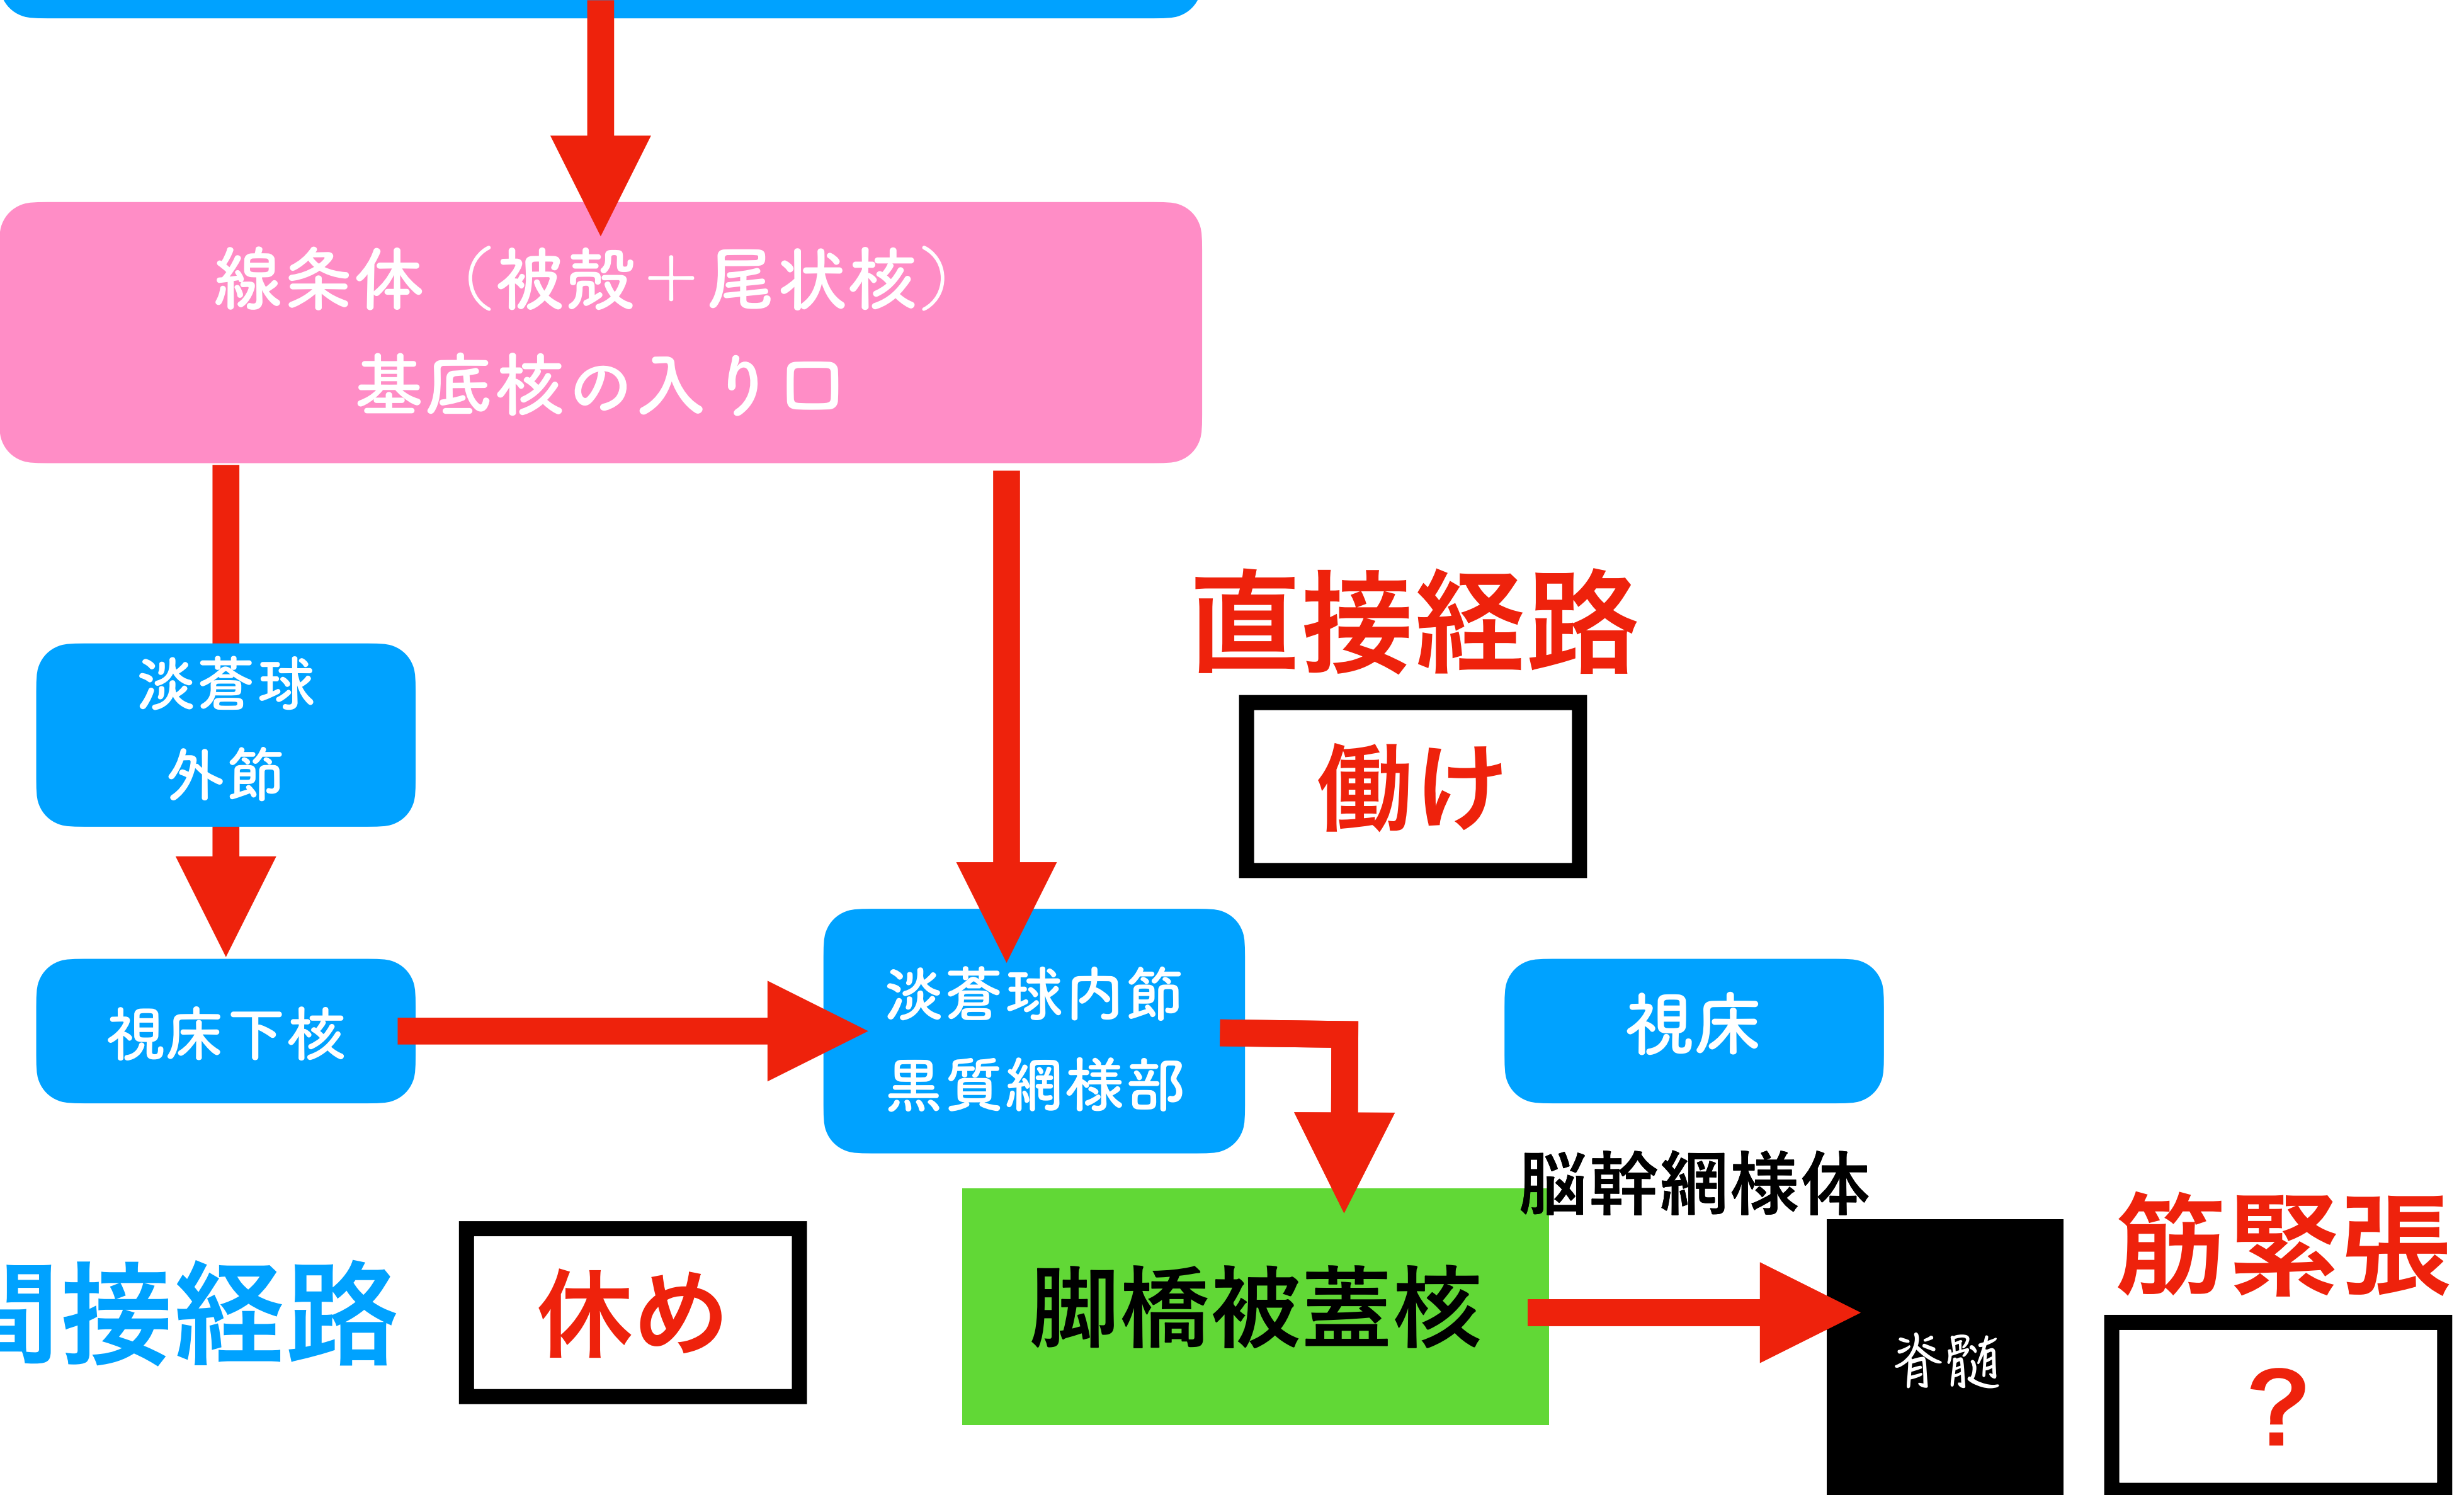 線条体（被殻＋尾状核）
基底核の入り口
直接経路
淡蒼球
外節
働け
視床下核
淡蒼球内節
黒質網様部
視床
脳幹網様体
筋緊張
間接経路
休め
脚橋被蓋核
脊髄
？